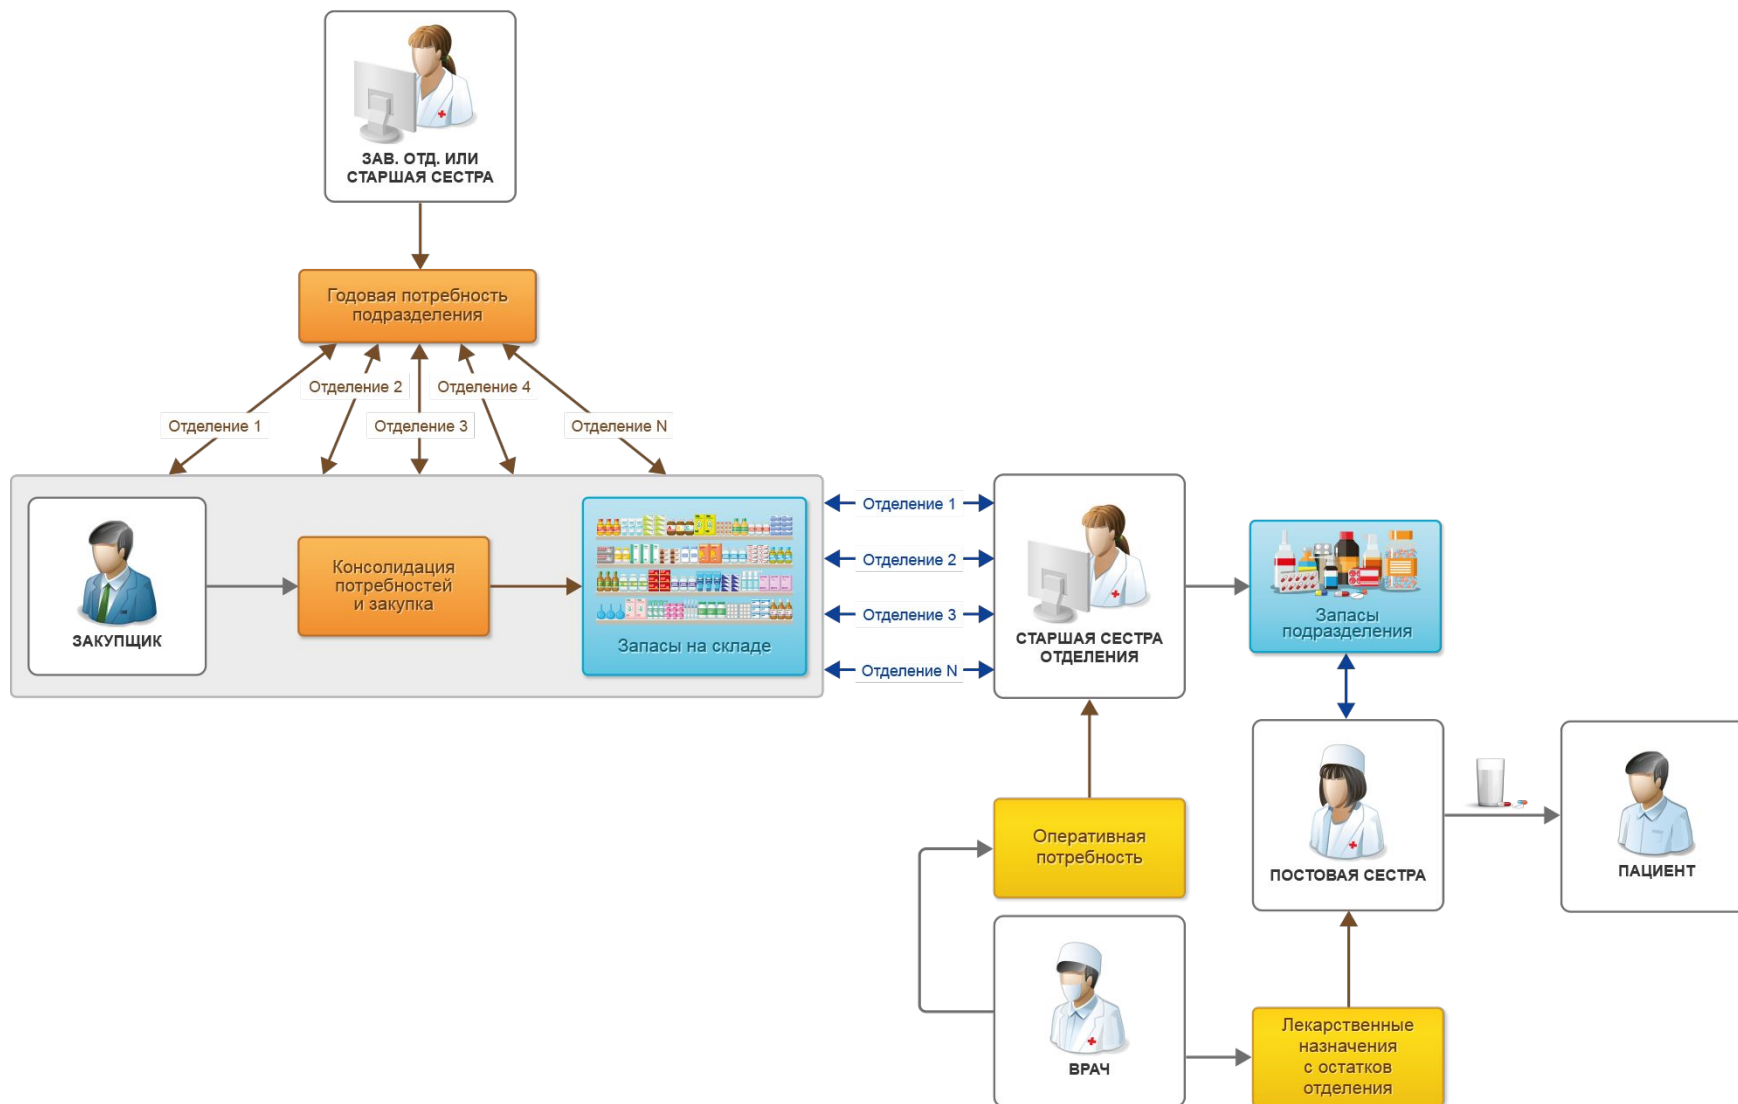 ЗАВ. ОТД. ИЛИ
СТАРШАЯ СЕСТРА
Годовая потребность
подразделения
Отделение 2
Отделение 4
Отделение 1
Отделение 3
Отделение N
ЗАКУПЩИК
Консолидация
потребностей
и закупка
Запасы на складе
Отделение 1
Отделение 2
Отделение 3
Отделение N
СТАРШАЯ СЕСТРА
ОТДЕЛЕНИЯ
Запасы
подразделения
Оперативная
потребность
ПОСТОВАЯ СЕСТРА
ПАЦИЕНТ
ВРАЧ
Лекарственные
назначения
с остатков
отделения